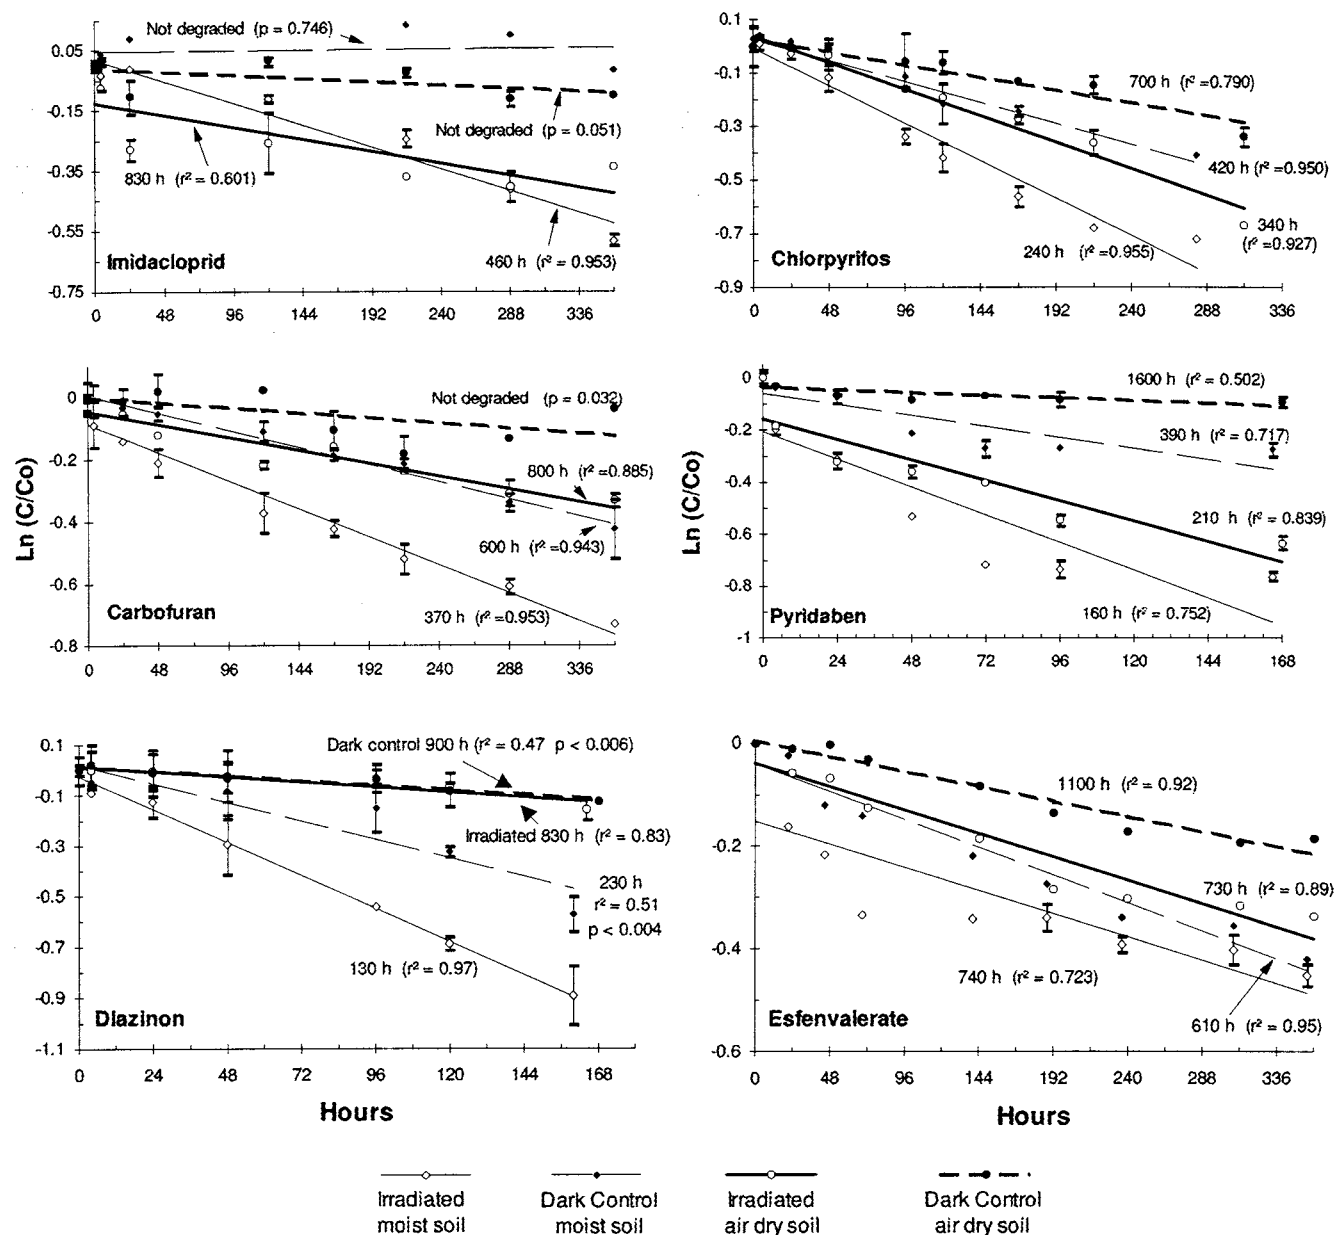 Not degraded (p = 0.746)
0.05
-0.15
-0.35
-0.55
-0.75
Not degraded (p = 0.051)
830 h (r² = 0.601)
460 h (r² = 0.953)
Imidacloprid
0 48 96 144 192 240 288 336
0.1
-0.1
-0.3
-0.5
-0.7
-0.9
700 h (r² = 0.790)
420 h (r² = 0.950)
340 h
(r² = 0.927)
240 h (r² = 0.955)
Chlorpyrifos
0 48 96 144 192 240 288 336
Ln (C/Co)
0
-0.2
-0.4
-0.6
-0.8
Not degraded (p = 0.032)
800 h (r² =0.885)
600 h (r² =0.943)
370 h (r² =0.953)
Carbofuran
0 48 96 144 192 240 288 336
Ln (C/Co)
0
-0.2
-0.4
-0.6
-0.8
-1
1600 h (r² = 0.502)
390 h (r² = 0.717)
210 h (r² = 0.839)
160 h (r² = 0.752)
Pyridaben
0 24 48 72 96 120 144 168
0.1
-0.1
-0.3
-0.5
-0.7
-0.9
-1.1
Dark control 900 h (r² = 0.47 p < 0.006)
Irradiated 830 h (r² = 0.83)
230 h
r² = 0.51
p < 0.004
130 h (r² = 0.97)
Diazinon
0 24 48 72 96 120 144 168
Hours
0
-0.2
-0.4
-0.6
1100 h (r² = 0.92)
730 h (r² = 0.89)
740 h (r² = 0.723)
610 h (r² = 0.95)
Esfenvalerate
0 48 96 144 192 240 288 336
Hours
Irradiated
moist soil
Dark Control
moist soil
Irradiated
air dry soil
Dark Control
air dry soil